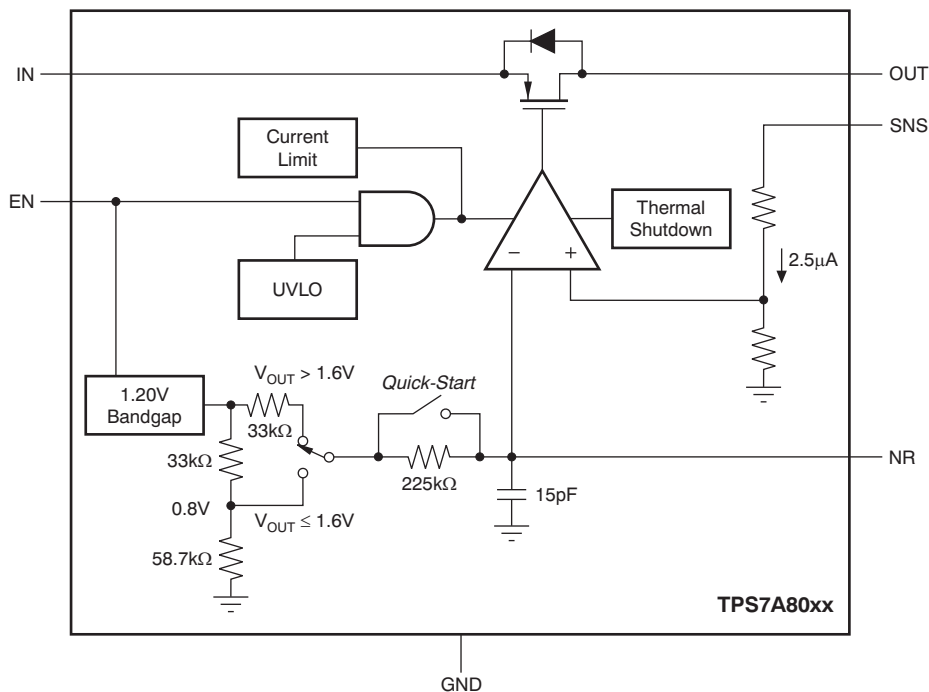 IN
OUT
SNS
Current
Limit
EN
Thermal
Shutdown
− +
2.5μA
UVLO
V_OUT > 1.6V
Quick-Start
1.20V
Bandgap
33kΩ
33kΩ
225kΩ
NR
0.8V
15pF
V_OUT ≤ 1.6V
58.7kΩ
TPS7A80xx
GND